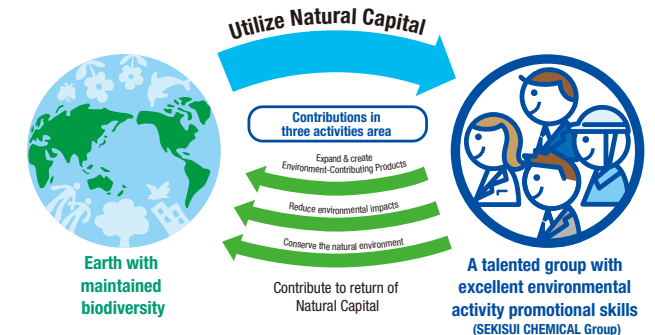 Utilize Natural Capital
Contributions in
three activities area
Expand & create
Environment-Contributing Products
Reduce environmental impacts
Conserve the natural environment
Contribute to return of
Natural Capital
Earth with
maintained
biodiversity
A talented group with
excellent environmental
activity promotional skills
(SEKISUI CHEMICAL Group)